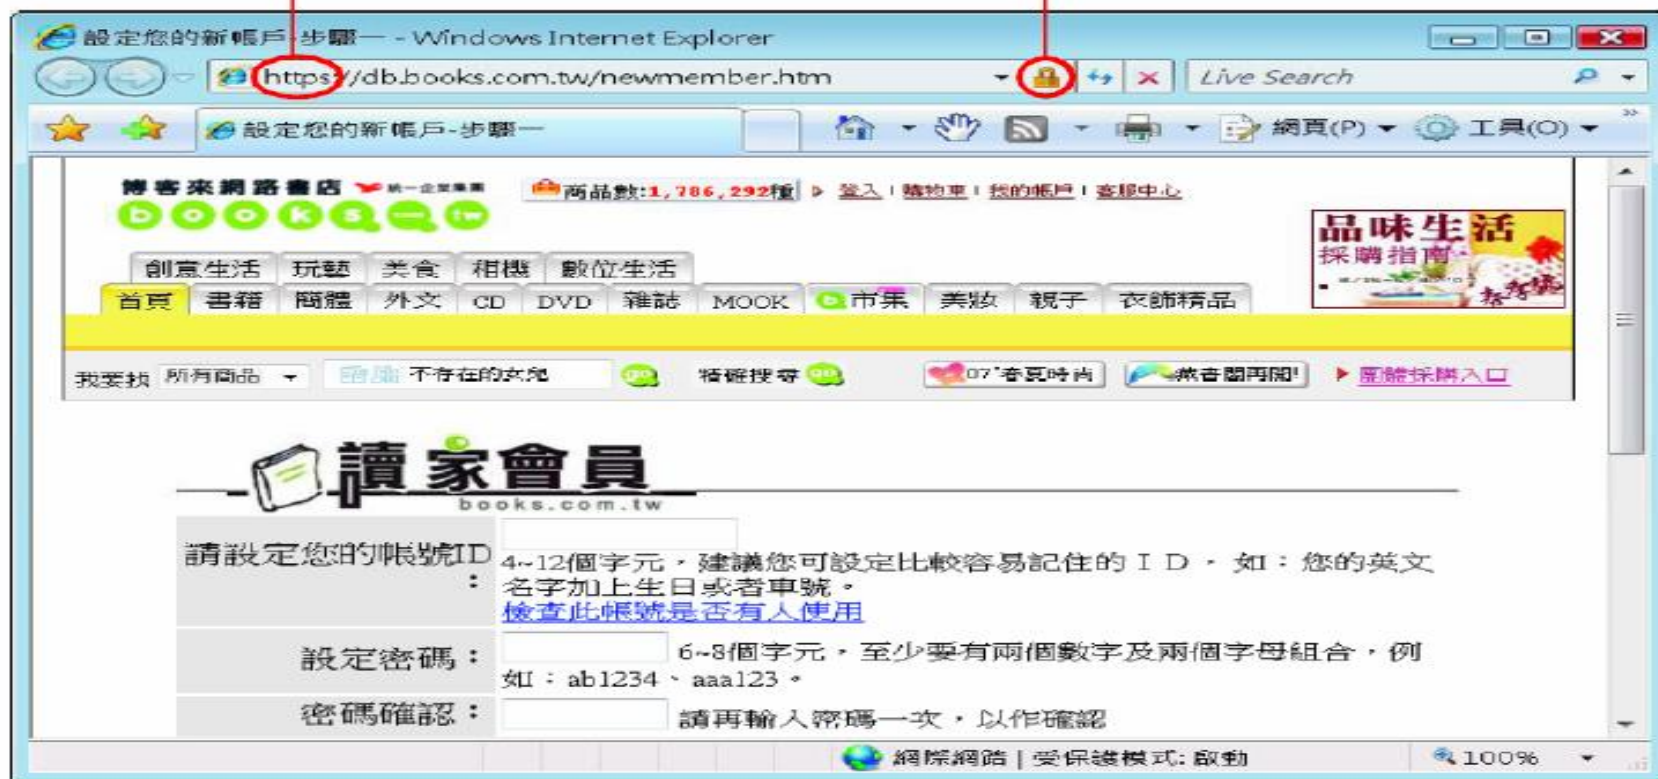 設定您的新帳戶-步驟一 - Windows Internet Explorer
https://db.books.com.tw/newmember.htm Live Search
設定您的新帳戶-步驟一 網頁(P) 工具(O)
博客來網路書店 統一企業集團 商品數:1,786,292種 登入 | 購物車 | 我的帳戶 | 客服中心
books tw
品味生活
採購指南
創意生活 玩藝 美食 相機 數位生活
首頁 書籍 簡體 外文 CD DVD 雜誌 MOOK 市集 美妝 親子 衣飾精品
我要找 所有商品 不存在的女兒 go 精確搜尋 go 07'春夏時尚 團體採購入口
讀家會員
books.com.tw
請設定您的帳號ID
:
4~12個字元,建議您可設定比較容易記住的ID,如:您的英文
名字加上生日或者車號。
檢查此帳號是否有人使用
設定密碼: 6~8個字元,至少要有兩個數字及兩個字母組合,例
如:ab1234、aaa123。
密碼確認: 請再輸入密碼一次,以作確認
網際網路 | 受保護模式: 啟動 100%